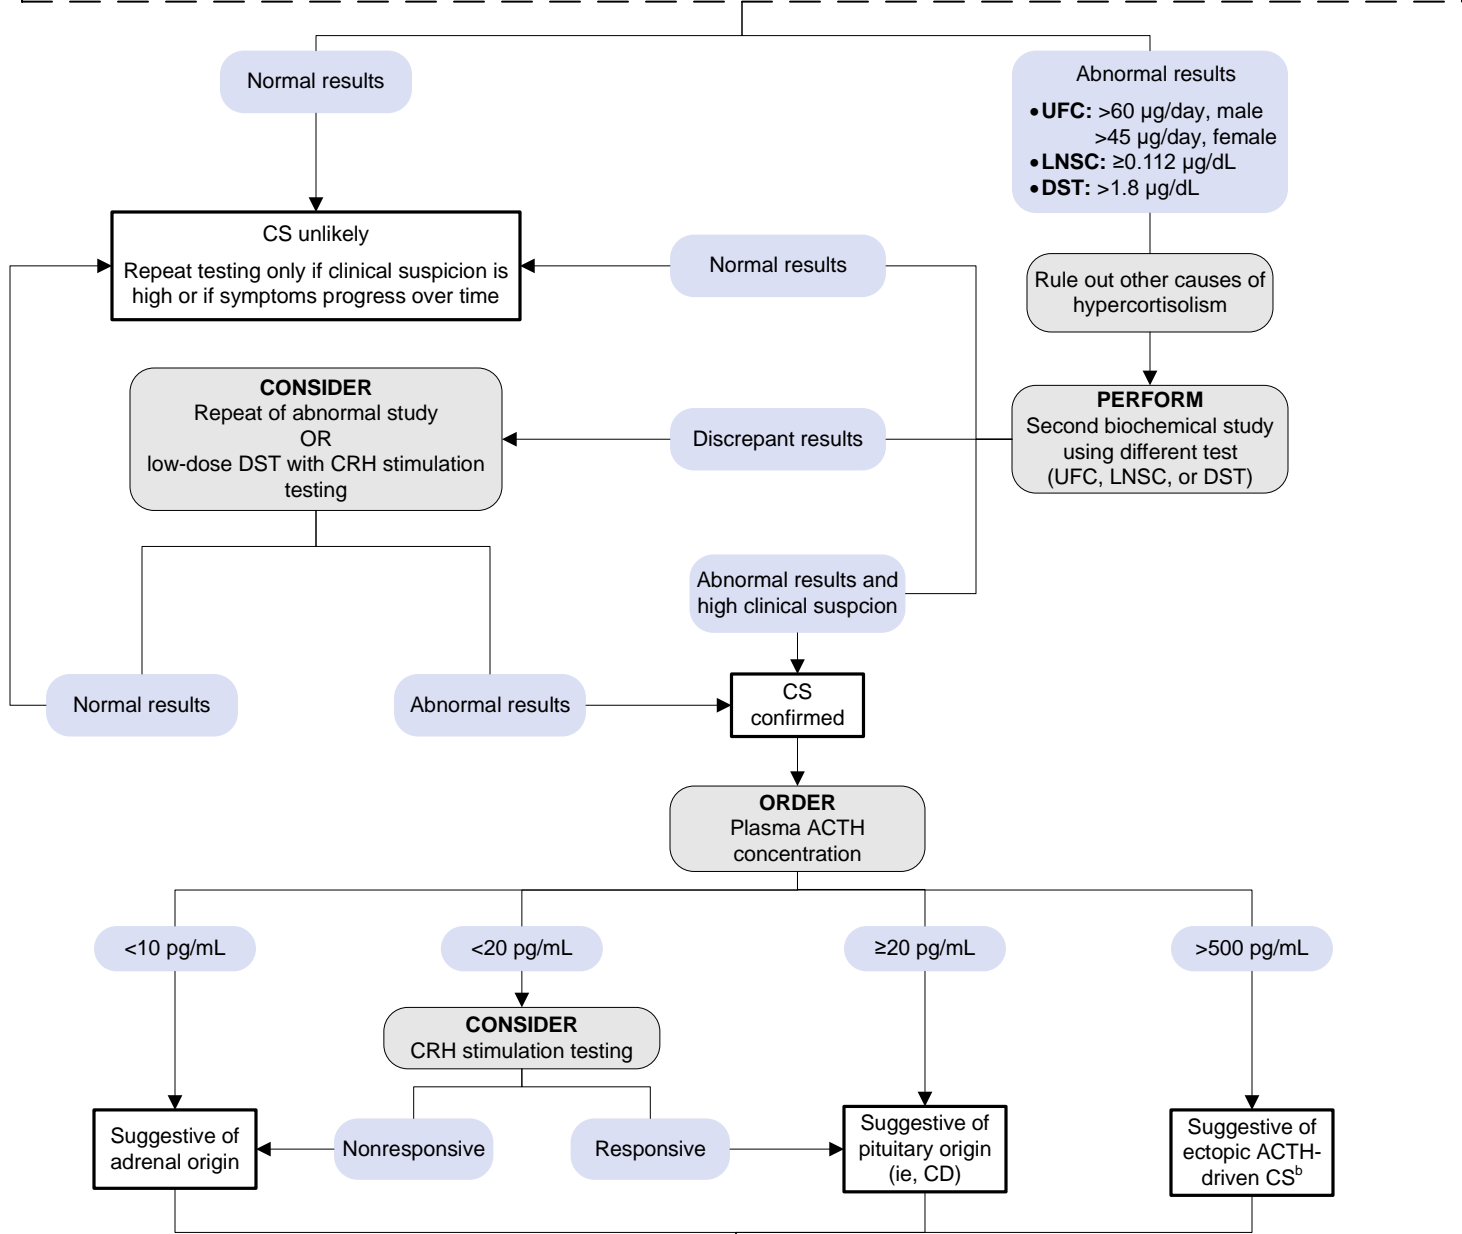 Normal results
Abnormal results
•UFC: >60 µg/day, male
>45 µg/day, female
•LNSC: ≥0.112 µg/dL
•DST: >1.8 µg/dL
CS unlikely
Repeat testing only if clinical suspicion is
high or if symptoms progress over time
Normal results
Rule out other causes of
hypercortisolism
CONSIDER
Repeat of abnormal study
OR
low-dose DST with CRH stimulation
testing
Discrepant results
PERFORM
Second biochemical study
using different test
(UFC, LNSC, or DST)
Abnormal results and
high clinical suspcion
Normal results
Abnormal results
CS
confirmed
ORDER
Plasma ACTH
concentration
<10 pg/mL
<20 pg/mL
≥20 pg/mL
>500 pg/mL
CONSIDER
CRH stimulation testing
Suggestive of
adrenal origin
Nonresponsive
Responsive
Suggestive of
pituitary origin
(ie, CD)
Suggestive of
ectopic ACTH-
driven CSᵇ